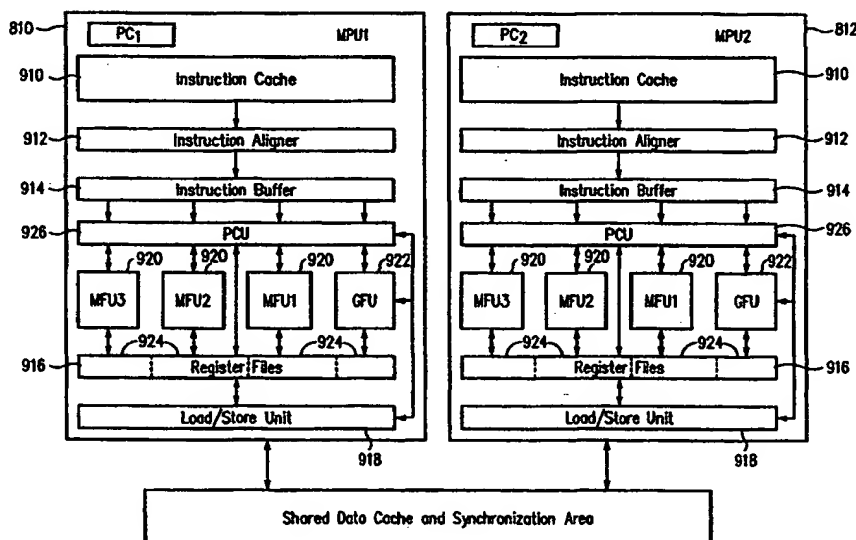 810
PC1
MPU1
910
Instruction Cache
912
Instruction Aligner
914
Instruction Buffer
926
PCU
920
920
920
922
MFU3
MFU2
MFU1
GFU
924
924
916
Register Files
Load/Store Unit
918
PC2
MPU2
812
Instruction Cache
910
Instruction Aligner
912
Instruction Buffer
914
PCU
926
920
920
920
922
MFU3
MFU2
MFU1
GFU
924
924
Register Files
916
Load/Store Unit
918
Shared Data Cache and Synchronization Area